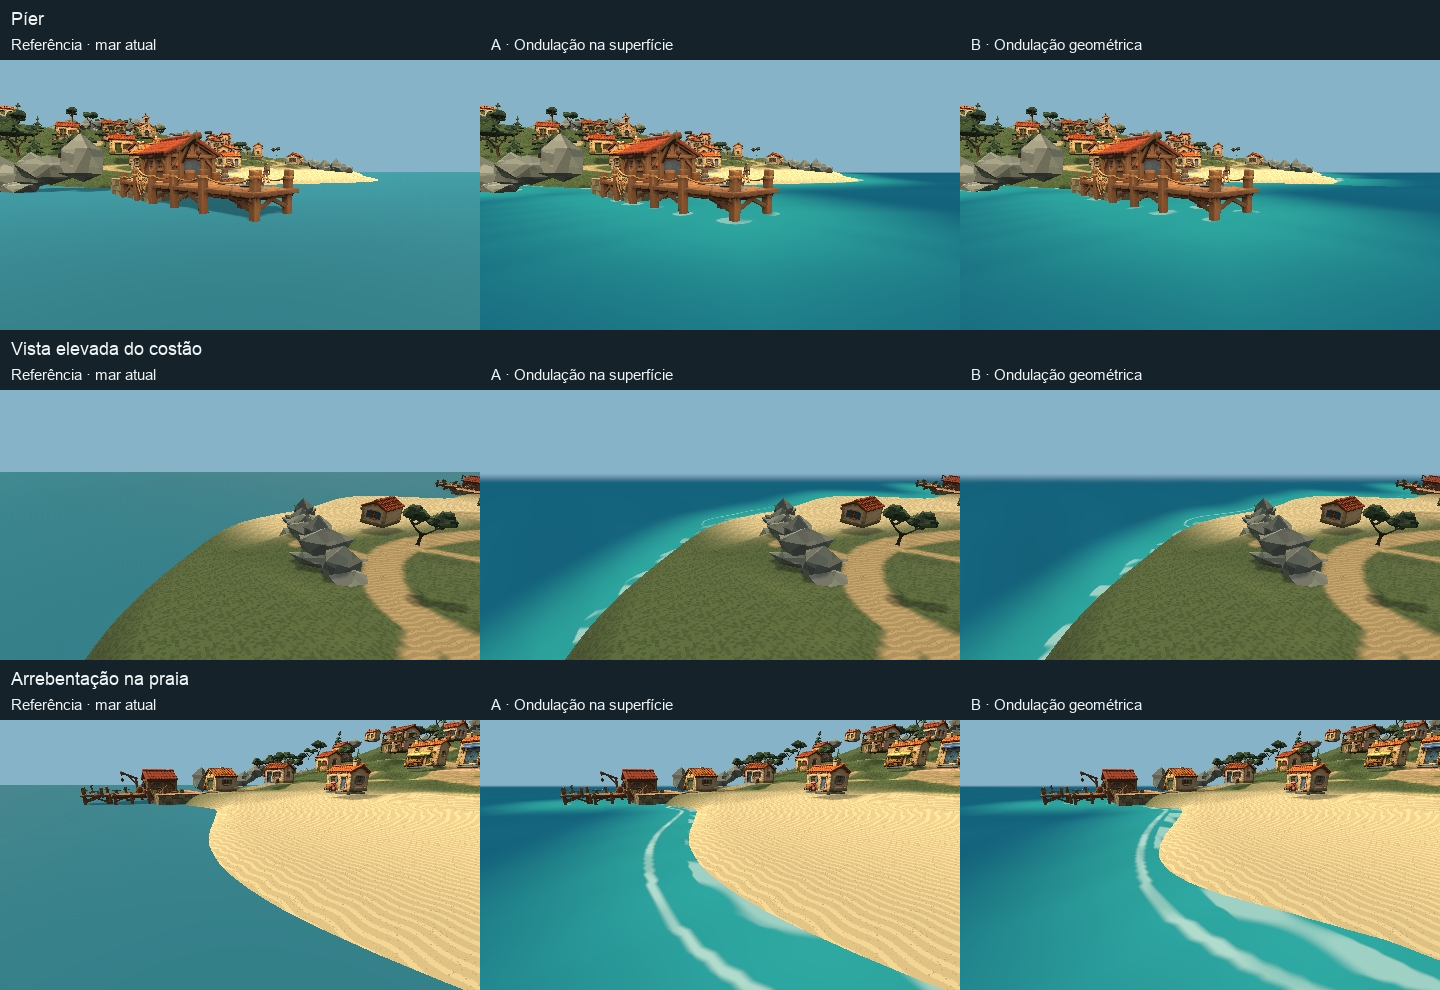 Píer
Referência · mar atual
A · Ondulação na superfície
B · Ondulação geométrica
Vista elevada do costão
Referência · mar atual
A · Ondulação na superfície
B · Ondulação geométrica
Arrebentação na praia
Referência · mar atual
A · Ondulação na superfície
B · Ondulação geométrica